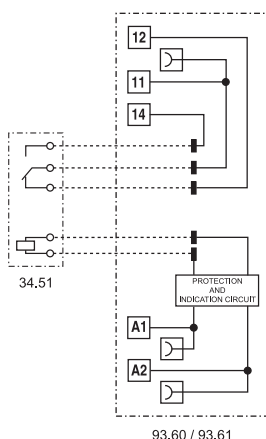 12
11
14
34.51
PROTECTION
AND
INDICATION CIRCUIT
A1
A2
93.60 / 93.61